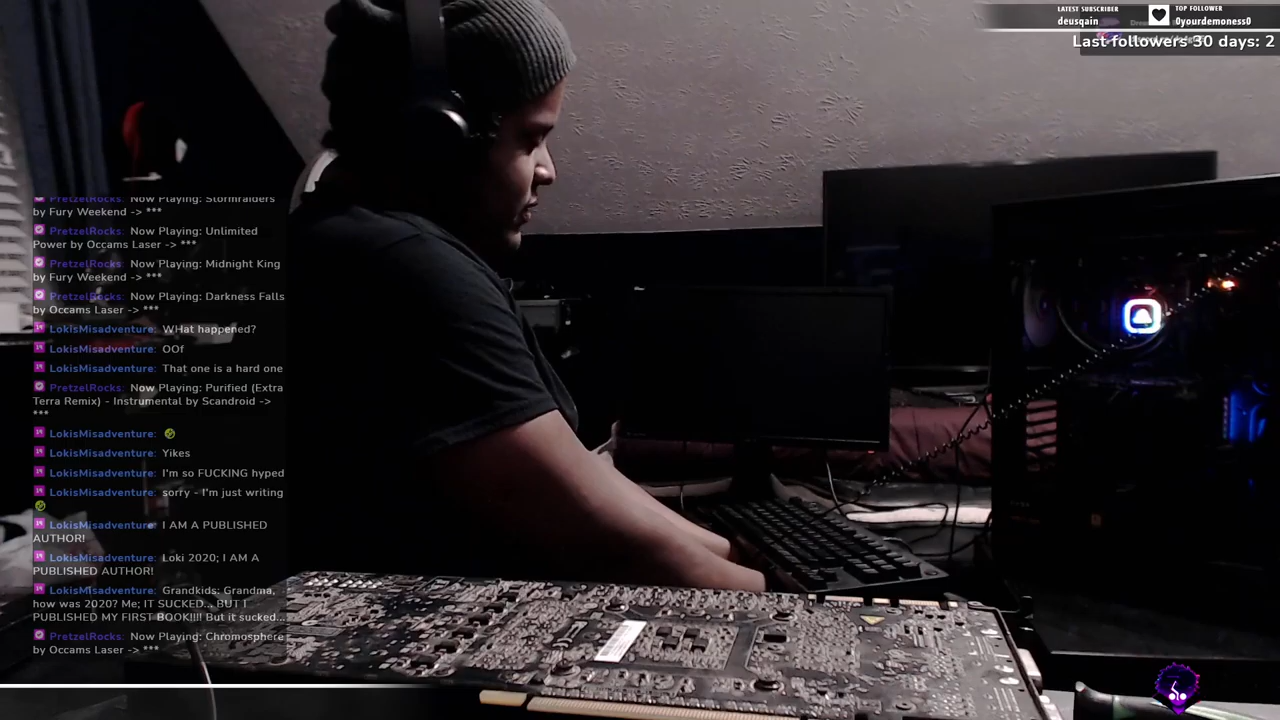 LATEST SUBSCRIBER
deusqain
TOP FOLLOWER
0yourdemoness0
Last followers 30 days: 2
PretzelRocks: Now Playing: Stormraiders
by Fury Weekend -> ***
PretzelRocks: Now Playing: Unlimited
Power by Occams Laser -> ***
PretzelRocks: Now Playing: Midnight King
by Fury Weekend -> ***
PretzelRocks: Now Playing: Darkness Falls
by Occams Laser -> ***
LokisMisadventure: WHat happened?
LokisMisadventure: OOf
LokisMisadventure: That one is a hard one
PretzelRocks: Now Playing: Purified (Extra
Terra Remix) - Instrumental by Scandroid ->
***
LokisMisadventure:
LokisMisadventure: Yikes
LokisMisadventure: I'm so FUCKING hyped
LokisMisadventure: sorry - I'm just writing
LokisMisadventure: I AM A PUBLISHED
AUTHOR!
LokisMisadventure: Loki 2020; I AM A
PUBLISHED AUTHOR!
LokisMisadventure: Grandkids: Grandma,
how was 2020? Me; IT SUCKED... BUT I
PUBLISHED MY FIRST BOOK!!!! But it sucked...
PretzelRocks: Now Playing: Chromosphere
by Occams Laser -> ***